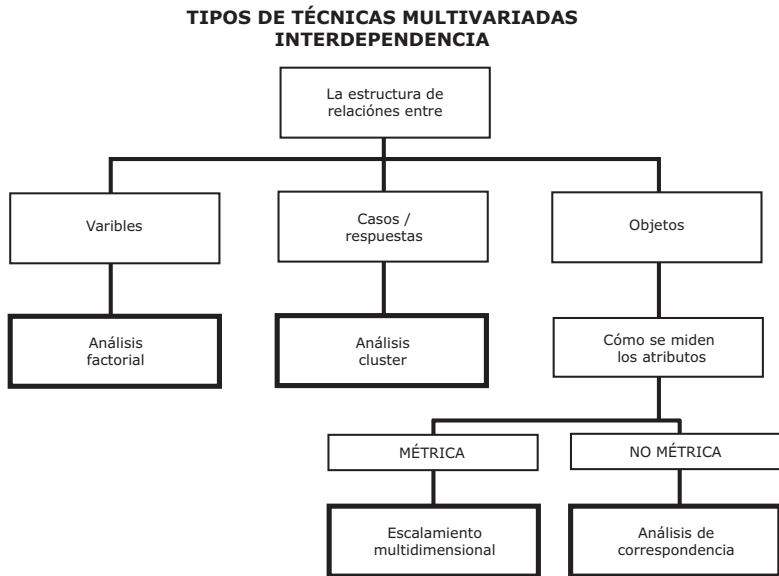 TIPOS DE TÉCNICAS MULTIVARIADAS
INTERDEPENDENCIA
La estructura de
relaciónes entre
Varibles
Casos /
respuestas
Objetos
Análisis
factorial
Análisis
cluster
Cómo se miden
los atributos
MÉTRICA
NO MÉTRICA
Escalamiento
multidimensional
Análisis de
correspondencia